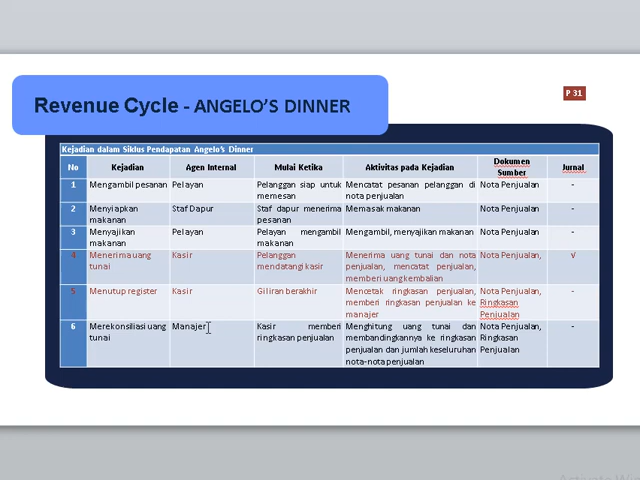 Revenue Cycle - ANGELO'S DINNER
P 31
Kejadian dalam Siklus Pendapatan Angelo's Dinner
No Kejadian Agen Internal Mulai Ketika Aktivitas pada Kejadian Dokumen Sumber Jurnal
1 Mengambil pesanan Pelayan Pelanggan siap untuk memesan Mencatat pesanan pelanggan di nota penjualan Nota Penjualan -
2 Menyiapkan makanan Staf Dapur Staf dapur menerima pesanan Memasak makanan Nota Penjualan -
3 Menyajikan makanan Pelayan Pelayan mengambil makanan Mengambil, menyajikan makanan Nota Penjualan -
4 Menerima uang tunai Kasir Pelanggan mendatangi kasir Menerima uang tunai dan nota penjualan, mencatat penjualan, memberi uang kembalian Nota Penjualan, √
5 Menutup register Kasir Giliran berakhir Mencetak ringkasan penjualan, memberi ringkasan penjualan ke manajer Nota Penjualan, Ringkasan Penjualan -
6 Merekonsiliasi uang tunai Manajer Kasir memberi ringkasan penjualan Menghitung uang tunai dan membandingkannya ke ringkasan penjualan dan jumlah keseluruhan nota-nota penjualan Nota Penjualan, Ringkasan Penjualan -